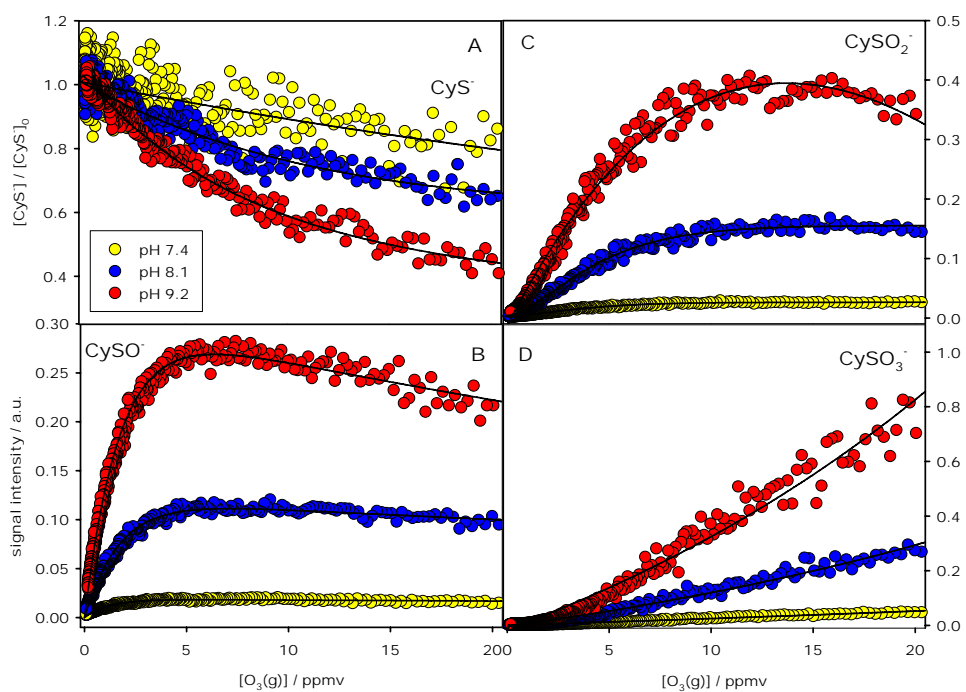 1.2
1.0
0.8
0.6
0.4
[CyS⁻] / [CyS⁻]₀
A
CyS⁻
pH 7.4
pH 8.1
pH 9.2
C
CySO₂⁻
0.5
0.4
0.3
0.2
0.1
0.0
0.30
0.25
0.20
0.15
0.10
0.05
0.00
signal intensity / a.u.
CySO⁻
B
0
5
10
15
20
[O₃(g)] / ppmv
D
CySO₃⁻
1.0
0.8
0.6
0.4
0.2
0.0
0
5
10
15
20
[O₃(g)] / ppmv